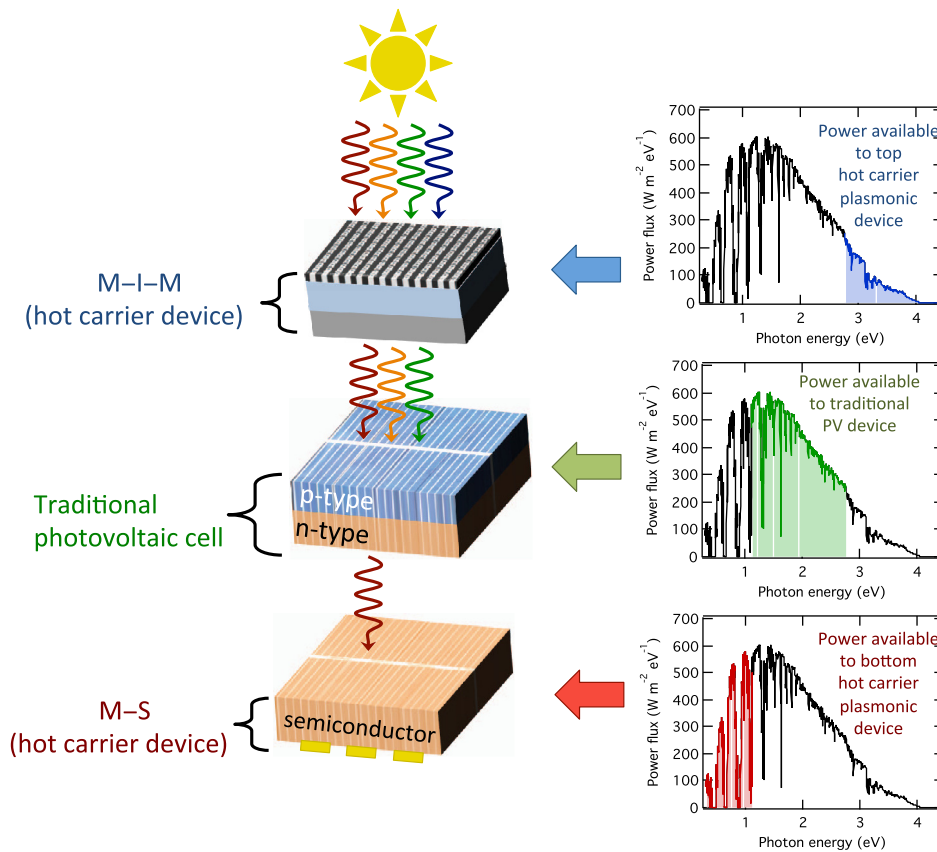 M–I–M
(hot carrier device)
Traditional
photovoltaic cell
p-type
n-type
M–S
(hot carrier device)
semiconductor
700
600
500
400
300
200
100
0
Power flux (W m⁻² eV⁻¹)
Power available
to top
hot carrier
plasmonic
device
1
2
3
4
Photon energy (eV)
700
600
500
400
300
200
100
0
Power flux (W m⁻² eV⁻¹)
Power available
to traditional
PV device
1
2
3
4
Photon energy (eV)
700
600
500
400
300
200
100
0
Power flux (W m⁻² eV⁻¹)
Power available
to bottom
hot carrier
plasmonic
device
1
2
3
4
Photon energy (eV)